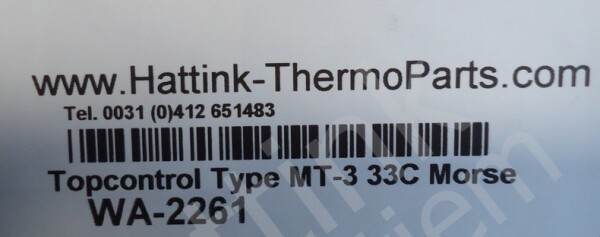 www.Hattink-ThermoParts.com
Tel. 0031 (0)412 651483
Topcontrol Type MT-3 33C Morse
WA-2261